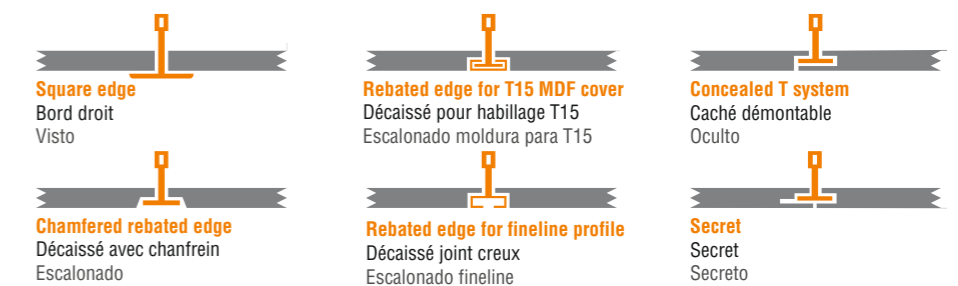 Square edge
Bord droit
Visto
Rebated edge for T15 MDF cover
Décaissé pour habillage T15
Escalonado moldura para T15
Concealed T system
Caché démontable
Oculto
Chamfered rebated edge
Décaissé avec chanfrein
Escalonado
Rebated edge for fineline profile
Décaissé joint creux
Escalonado fineline
Secret
Secret
Secreto